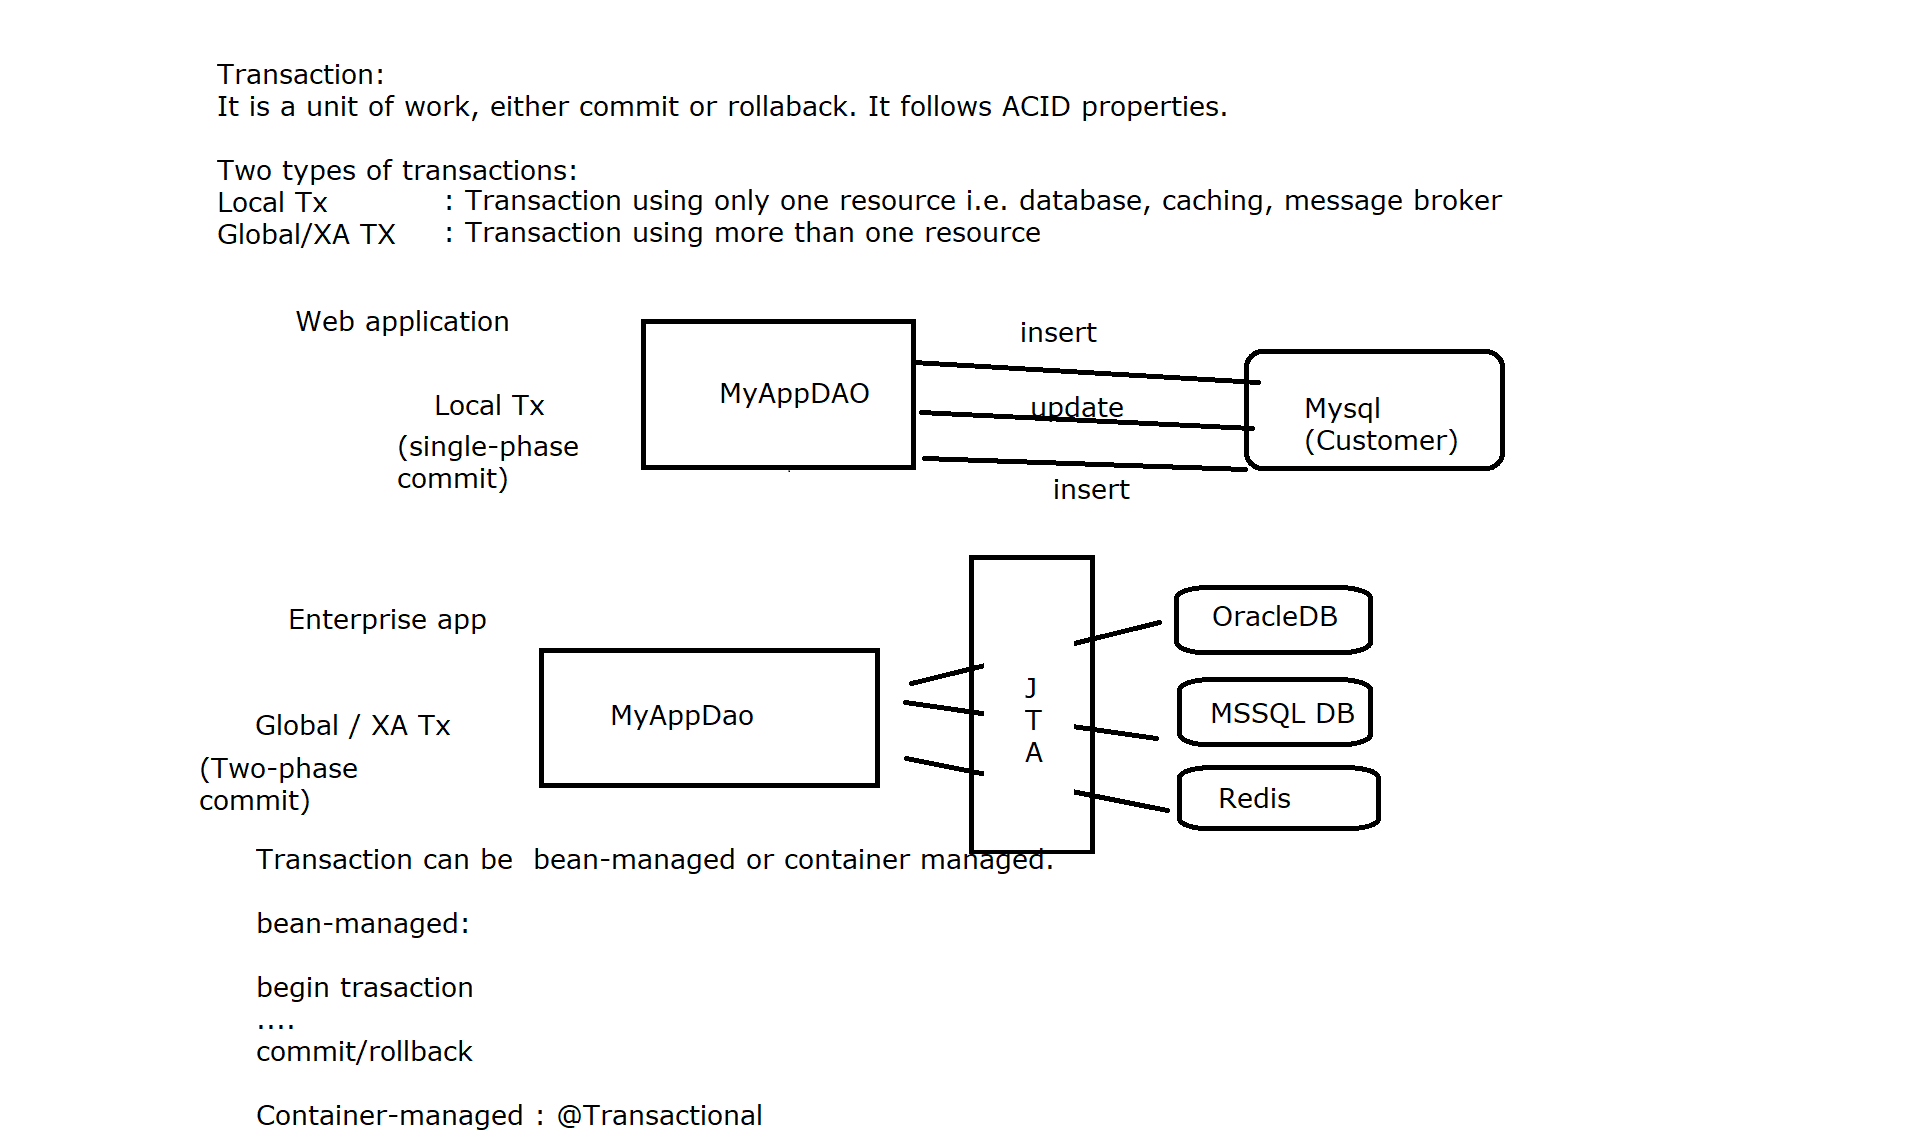 Transaction:
It is a unit of work, either commit or rollaback. It follows ACID properties.
Two types of transactions:
Local Tx : Transaction using only one resource i.e. database, caching, message broker
Global/XA TX : Transaction using more than one resource
Web application
MyAppDAO
insert
update
insert
Mysql
(Customer)
Local Tx
(single-phase
commit)
Enterprise app
MyAppDao
J
T
A
OracleDB
MSSQL DB
Redis
Global / XA Tx
(Two-phase
commit)
Transaction can be  bean-managed or container managed.
bean-managed:
begin trasaction
....
commit/rollback
Container-managed : @Transactional